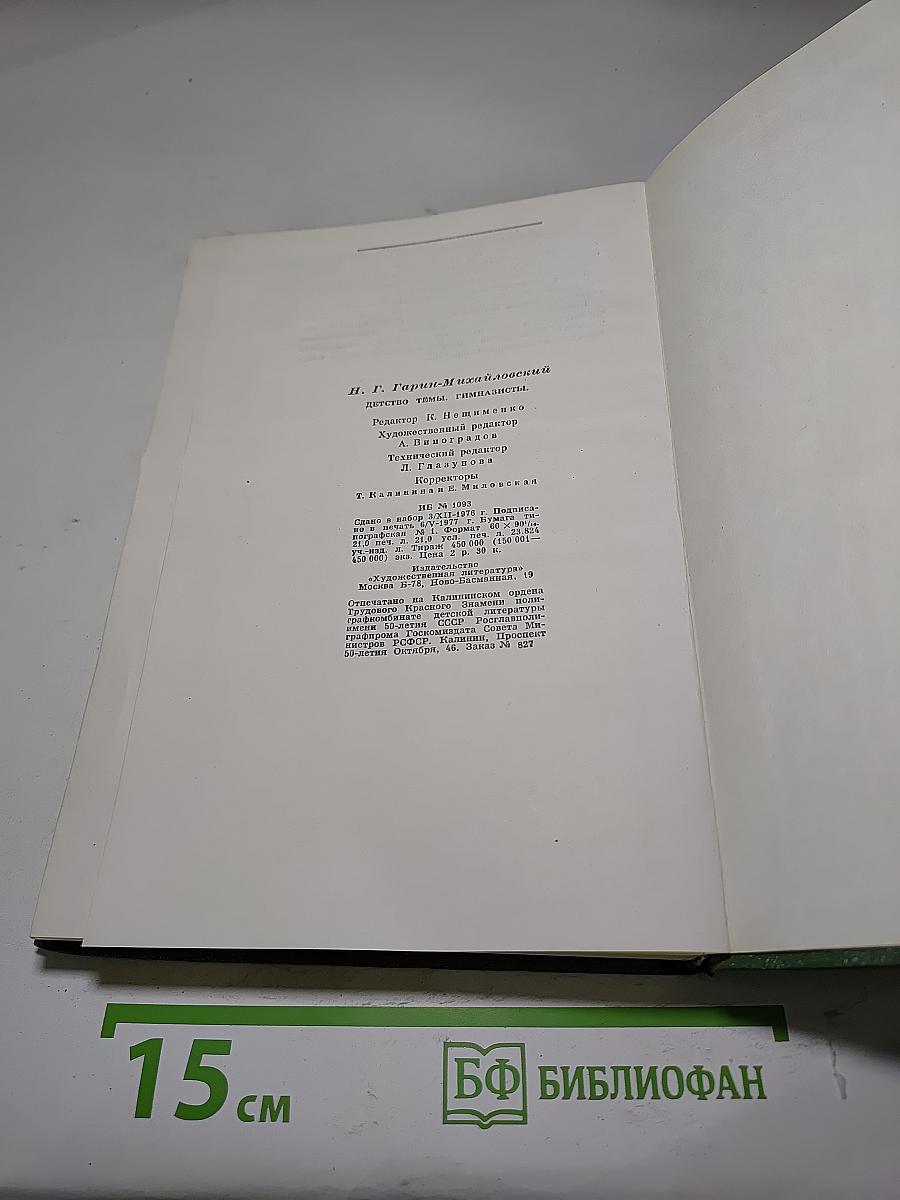 Н. Г. Гарин-Михайловский
ДЕТСТВО ТЕМЫ. ГИМНАЗИСТЫ.
Редактор К. Нещименко
Художественный редактор
А. Виноградов
Технический редактор
Л. Глазунова
Корректоры
Т. Калинина и Е. Миловская
ИБ № 1093
Сдано в набор 3/XII-1976 г. Подписа-
но в печать 6/V-1977 г. Бумага ти-
пографская № 1. Формат 60×90¹/₁₆.
21,0 печ. л. 21,0 усл. печ. л. 23,824
уч.-изд. л. Тираж 450 000 (150 001—
450 000) экз. Цена 2 р. 30 к.
Издательство
«Художественная литература»
Москва Б-78, Ново-Басманная, 19
Отпечатано на Калининском ордена
Трудового Красного Знамени поли-
графкомбинате детской литературы
имени 50-летия СССР Росглавполи-
графпрома Госкомиздата Совета Ми-
нистров РСФСР. Калинин, Проспект
50-летия Октября, 46. Заказ № 827
15 см
БФ БИБЛИОФАН